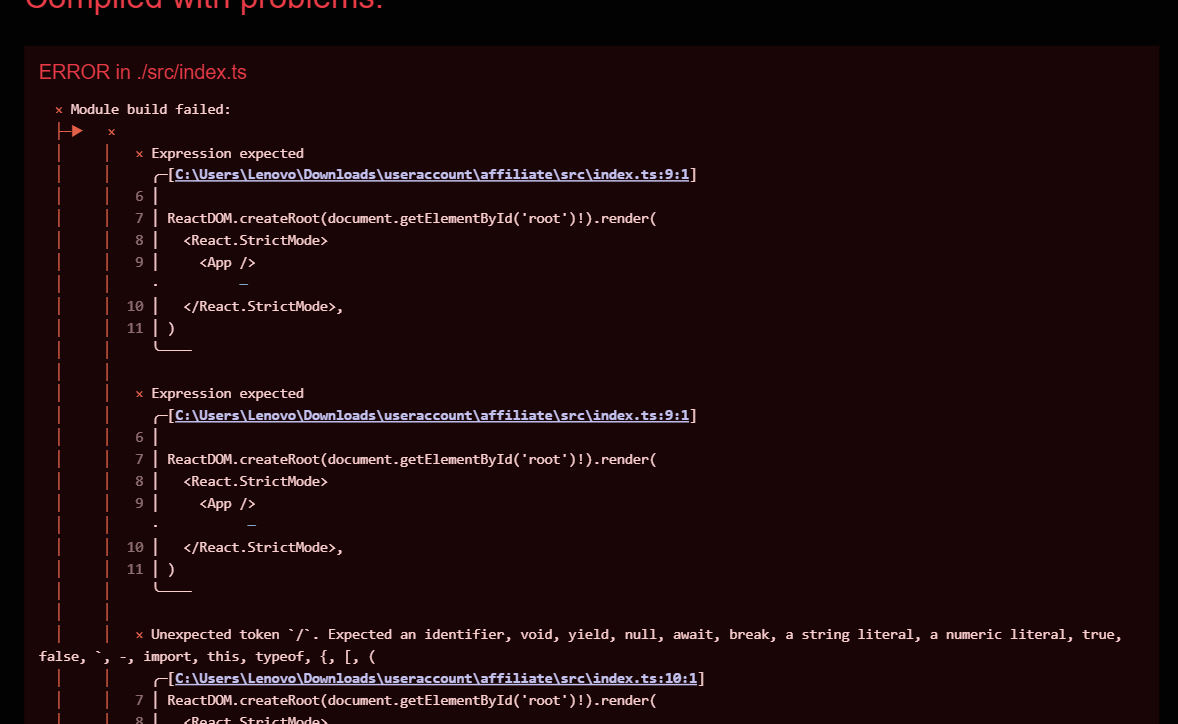 Compiled with problems:
ERROR in ./src/index.ts
× Module build failed:
├─▶   ×
│     │   × Expression expected
│     │     ╭─[C:\Users\Lenovo\Downloads\useraccount\affiliate\src\index.ts:9:1]
│     │   6 │
│     │   7 │ ReactDOM.createRoot(document.getElementById('root')!).render(
│     │   8 │   <React.StrictMode>
│     │   9 │     <App />
│     │     ·          ─
│     │  10 │   </React.StrictMode>,
│     │  11 │ )
│     │     ╰────
│     │
│     │   × Expression expected
│     │     ╭─[C:\Users\Lenovo\Downloads\useraccount\affiliate\src\index.ts:9:1]
│     │   6 │
│     │   7 │ ReactDOM.createRoot(document.getElementById('root')!).render(
│     │   8 │   <React.StrictMode>
│     │   9 │     <App />
│     │     ·           ─
│     │  10 │   </React.StrictMode>,
│     │  11 │ )
│     │     ╰────
│     │
│     │   × Unexpected token `/`. Expected an identifier, void, yield, null, await, break, a string literal, a numeric literal, true,
false, `, -, import, this, typeof, {, [, (
│     │     ╭─[C:\Users\Lenovo\Downloads\useraccount\affiliate\src\index.ts:10:1]
│     │   7 │ ReactDOM.createRoot(document.getElementById('root')!).render(
│     │   8 │   <React.StrictMode>